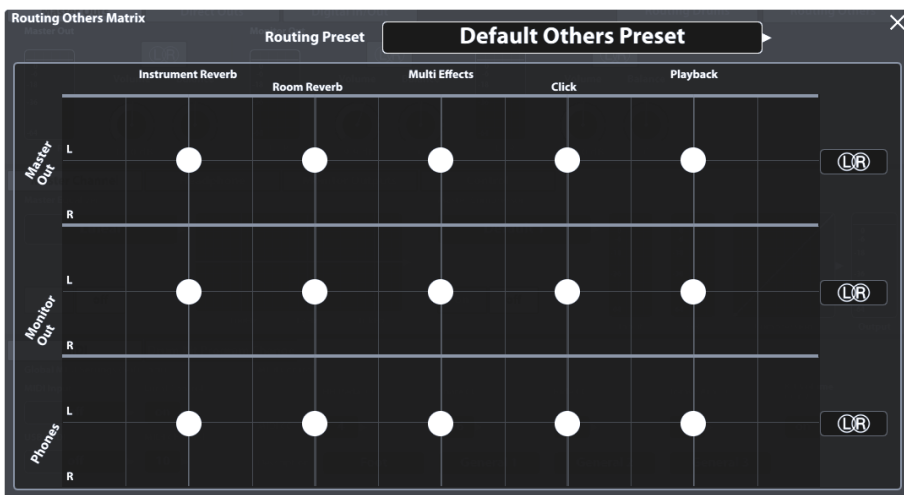 Routing Others Matrix
Routing Preset
Default Others Preset
Instrument Reverb
Room Reverb
Multi Effects
Click
Playback
Master Out
L
R
LR
Monitor Out
L
R
LR
Phones
L
R
LR